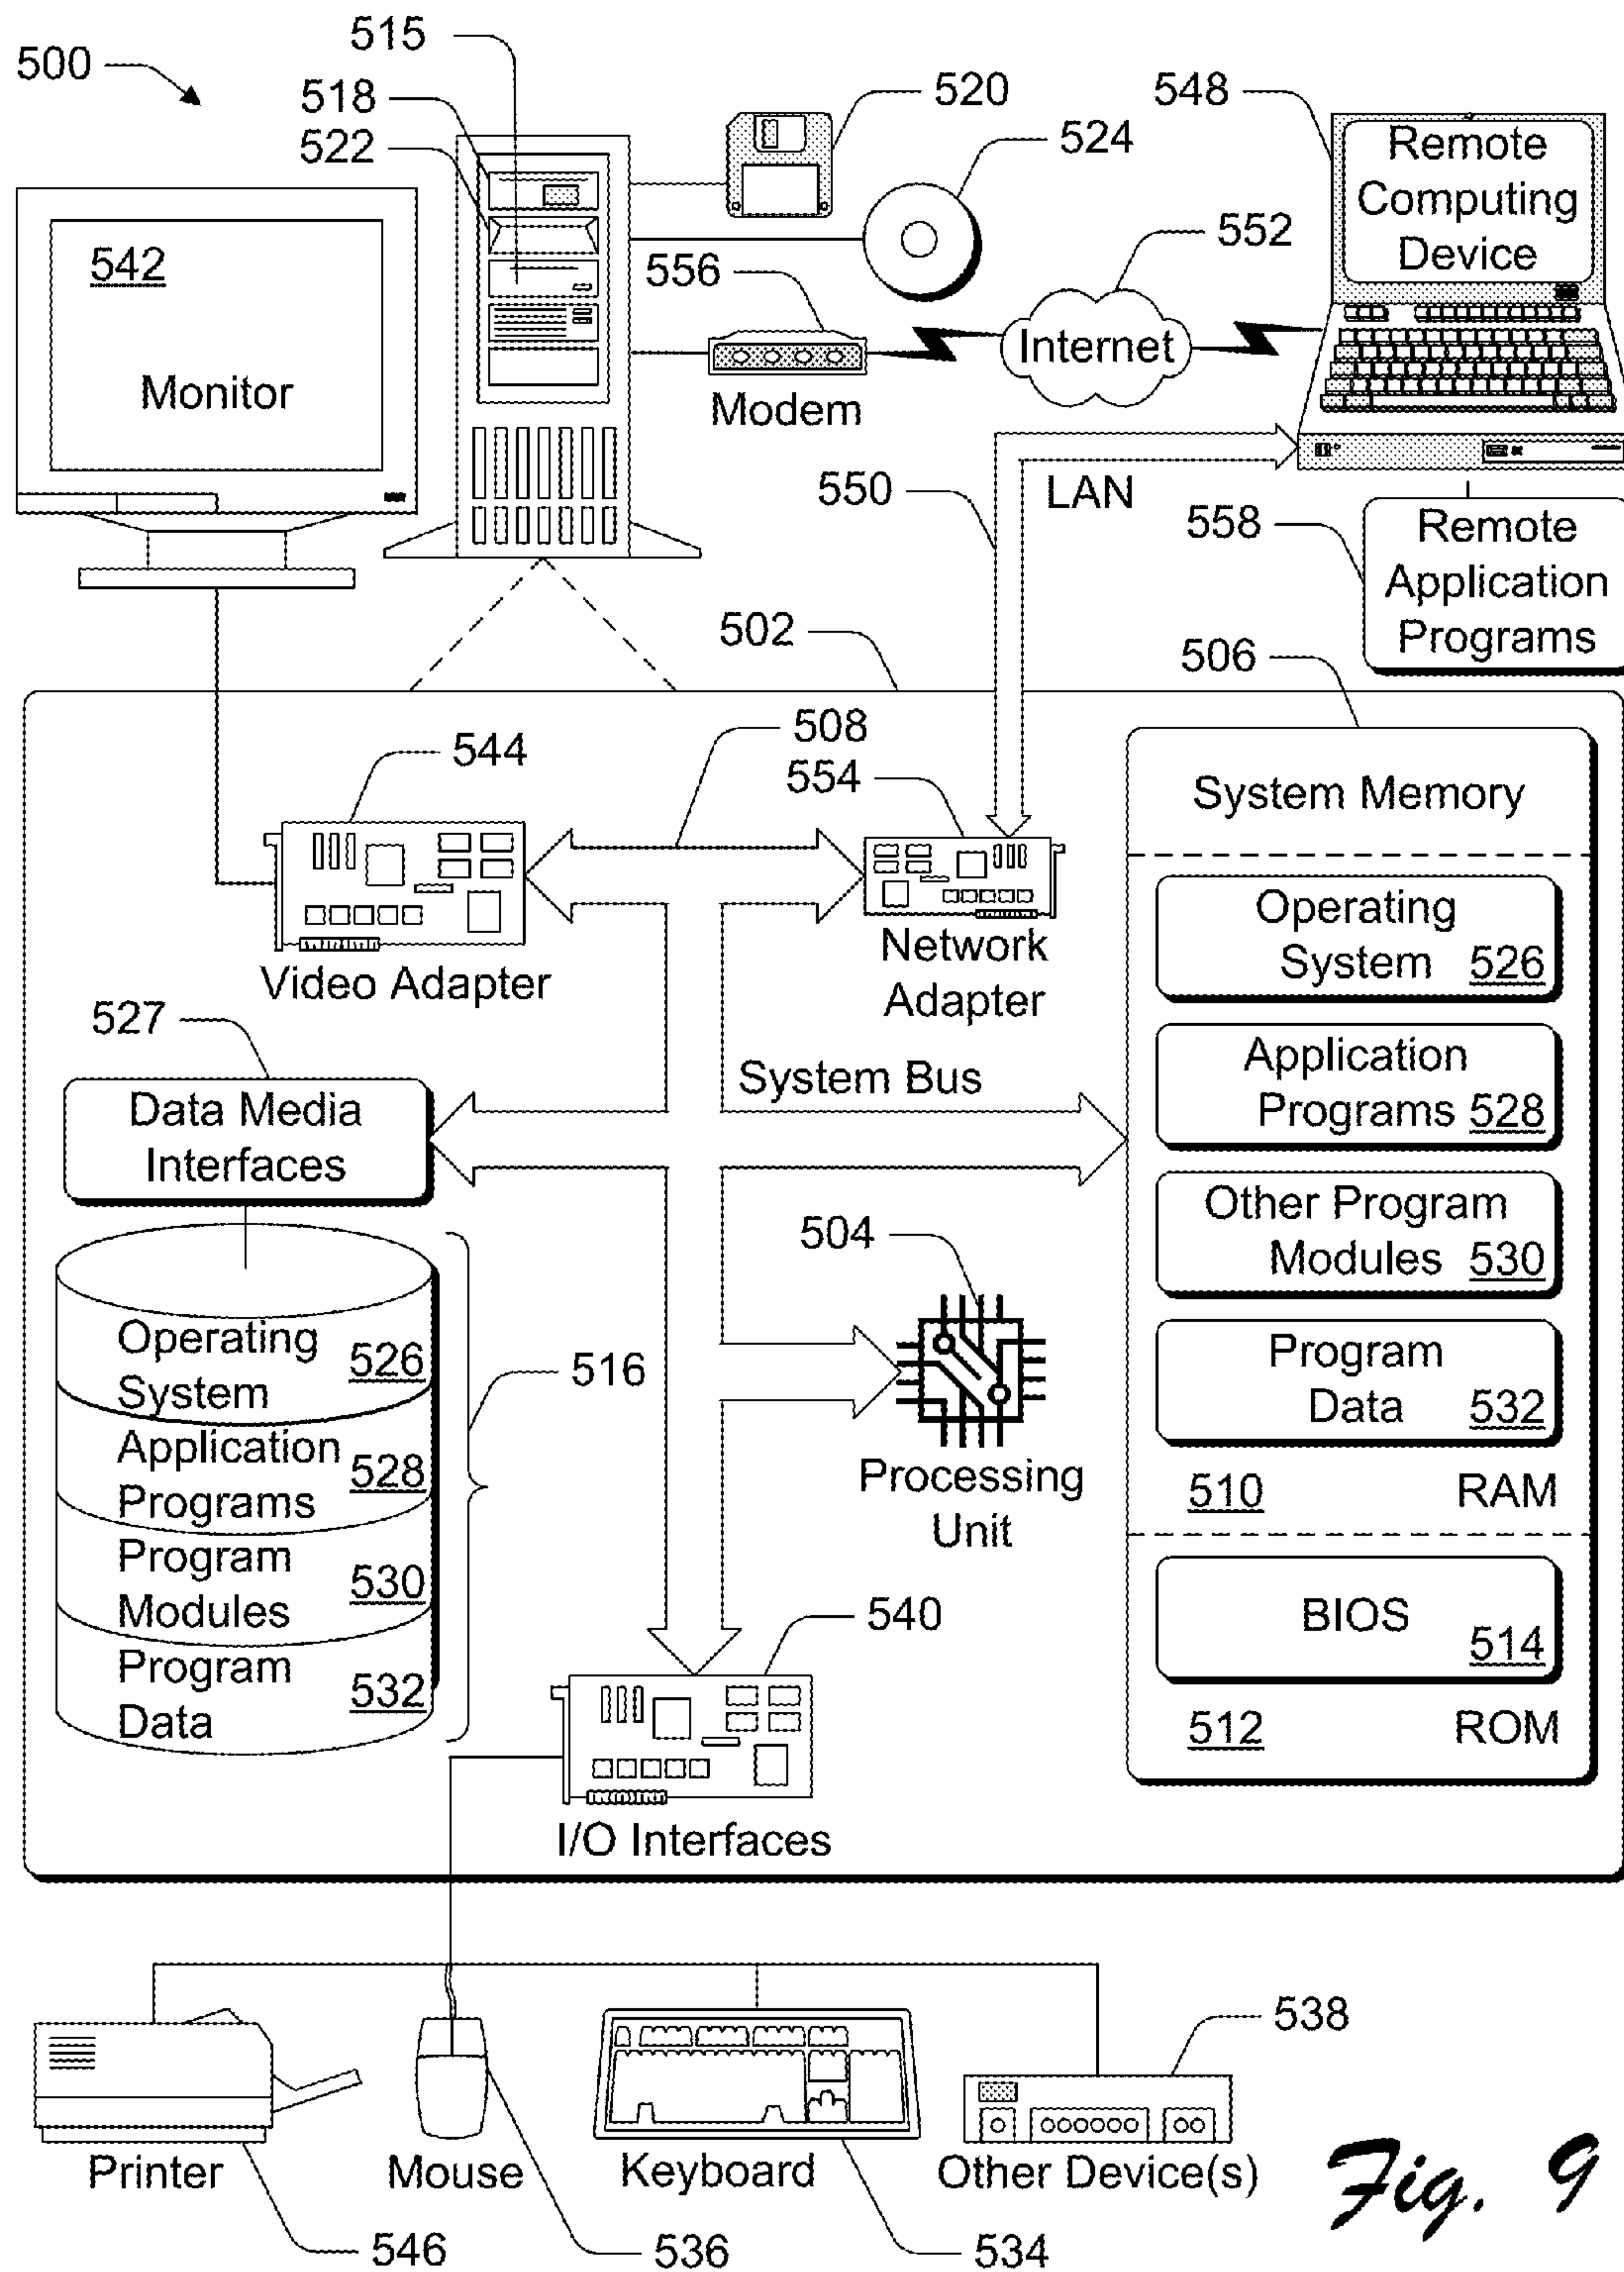 500
515
518
522
520
524
548
Remote
Computing
Device
542
Monitor
556
Modem
552
Internet
550
LAN
558
Remote
Application
Programs
502
506
544
Video Adapter
508
554
Network
Adapter
System Memory
Operating
System 526
Application
Programs 528
Other Program
Modules 530
Program
Data 532
510 RAM
BIOS
514
512 ROM
527
Data Media
Interfaces
System Bus
Operating
System 526
Application
Programs 528
Program
Modules 530
Program
Data 532
516
504
Processing
Unit
540
I/O Interfaces
538
Printer
Mouse
Keyboard
Other Device(s)
546
536
534
Fig. 9